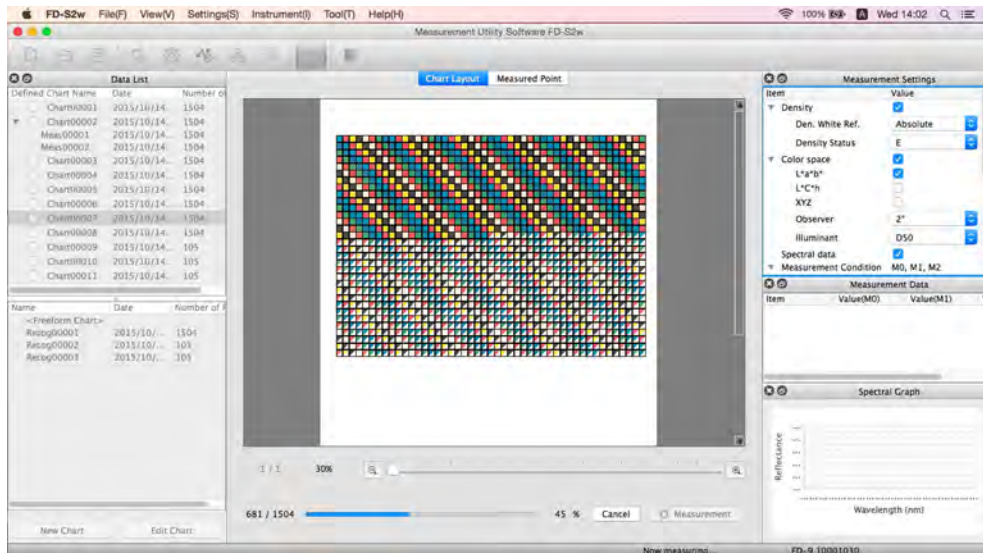 FD-S2w File(F) View(V) Settings(S) Instrument(I) Tool(T) Help(H) 100% Wed 14:02
Measurement Utility Software FD-S2w
Data List
Defined Chart Name Date Number of
Chart00001 2015/10/14... 1504
Chart00002 2015/10/14... 1504
Meas00001
Meas00002
Chart00003 2015/10/14... 1504
Chart00004 2015/10/14... 1504
Chart00005 2015/10/14... 1504
Chart00006 2015/10/14... 1504
Chart00007 2015/10/14... 1504
Chart00008 2015/10/14... 1504
Chart00009 2015/10/14... 105
Chart00010 2015/10/14... 105
Chart00011 2015/10/14... 105
Name Date Number of
<Freeform Chart>
Recog00001 2015/10/... 1504
Recog00002 2015/10/... 105
Recog00003 2015/10/... 105
New Chart Edit Chart
Chart Layout Measured Point
1 / 1 30%
681 / 1504 45 % Cancel Measurement
Measurement Settings
Item Value
Density
Den. White Ref. Absolute
Density Status E
Color space
L*a*b*
L*C*h
XYZ
Observer 2°
Illuminant D50
Spectral data
Measurement Condition M0, M1, M2
Measurement Data
Item Value(M0) Value(M1)
Spectral Graph
Reflectance
Wavelength (nm)
Now measuring... FD-9 10001030